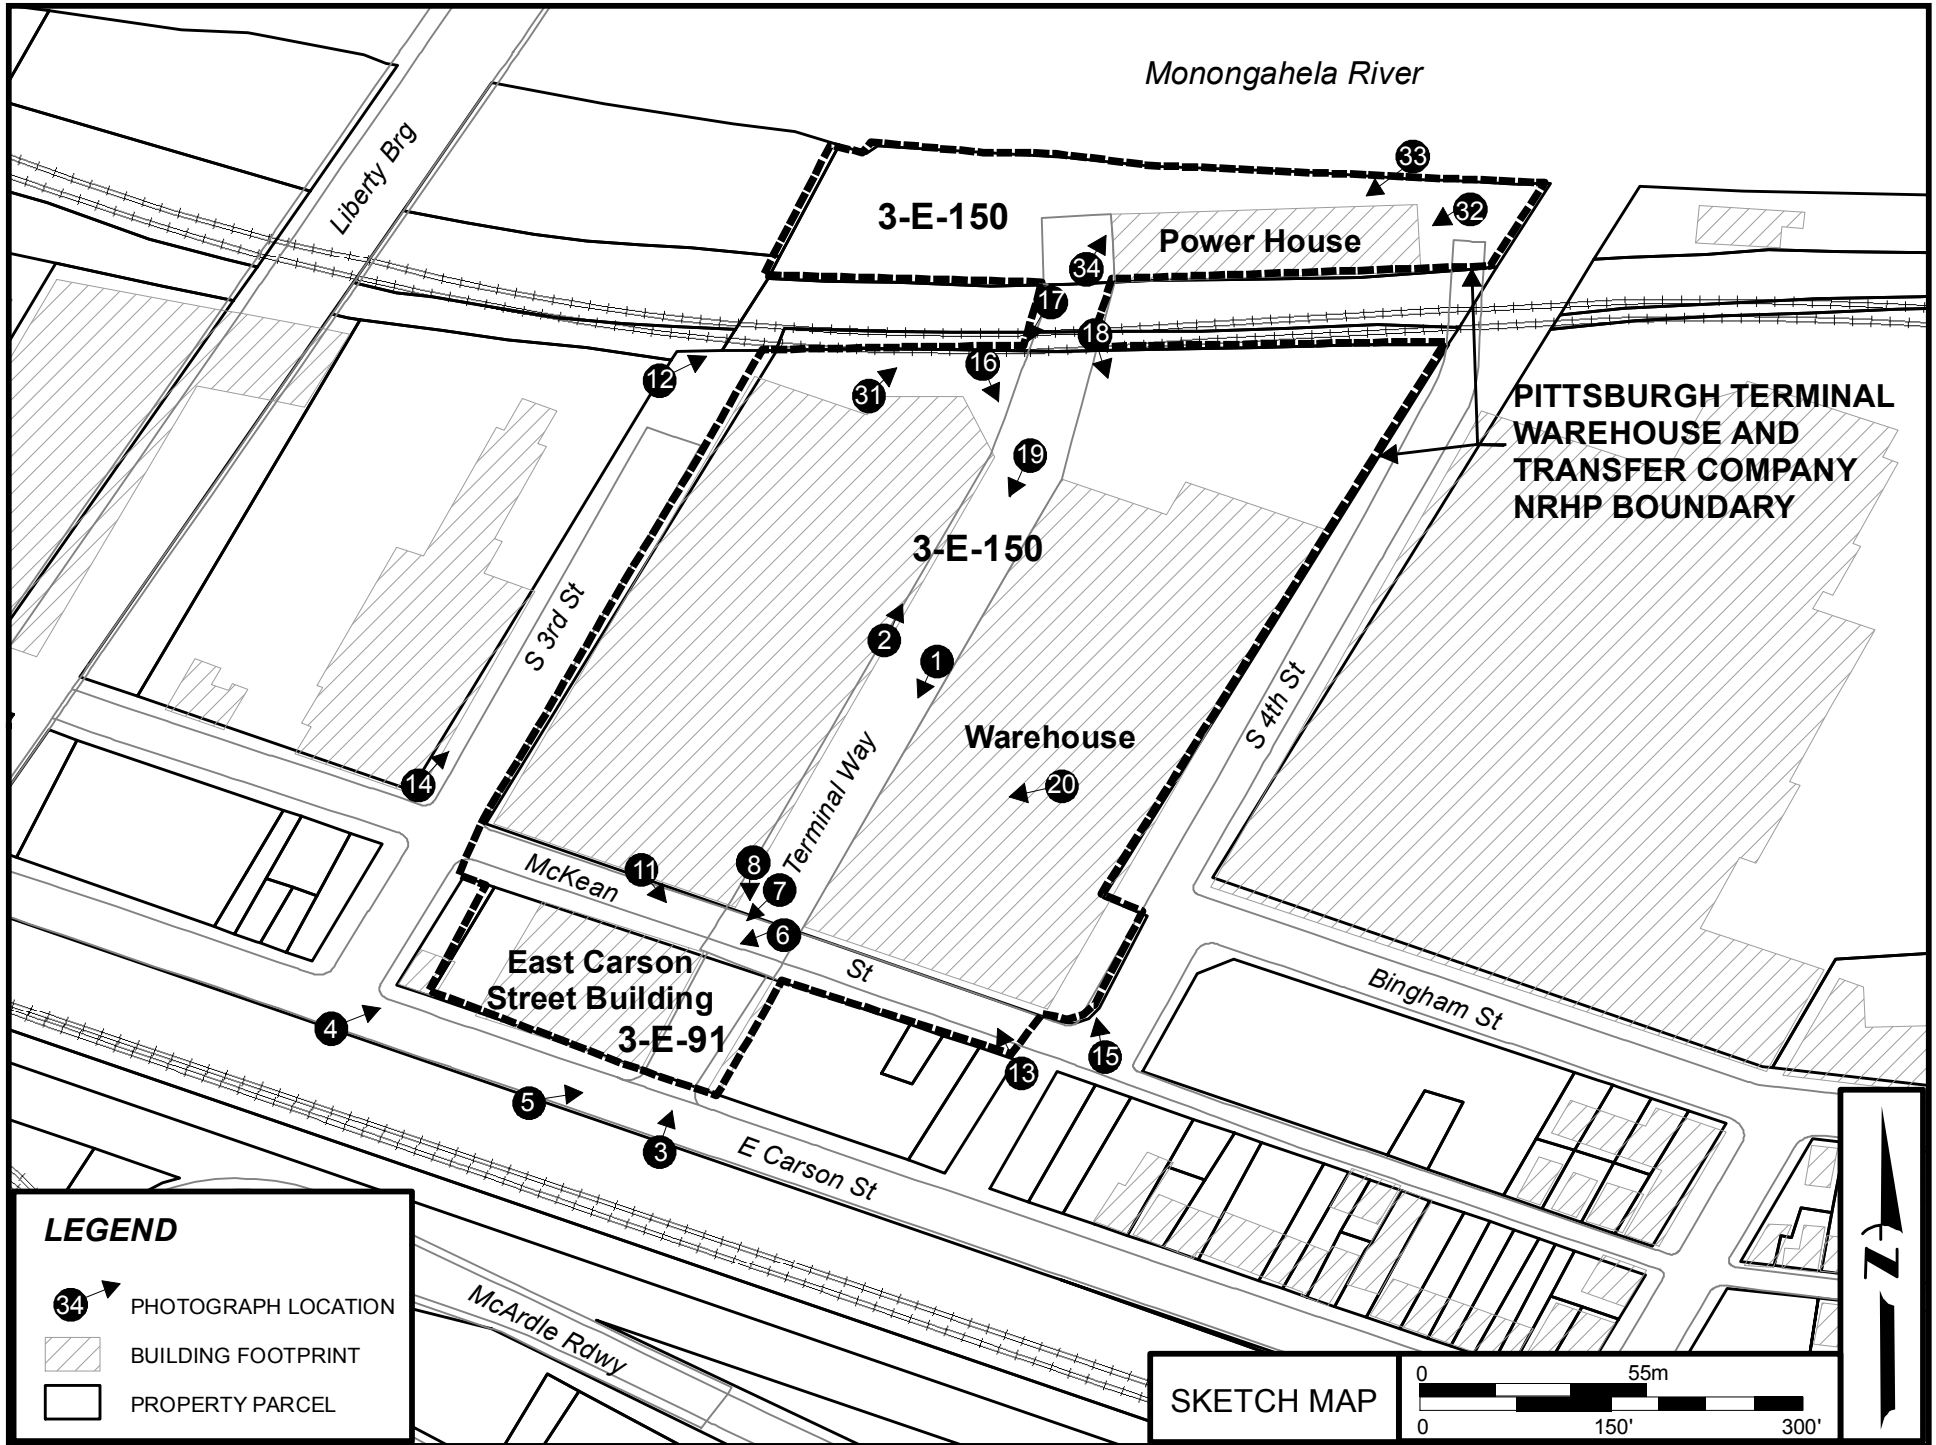 Monongahela River
Liberty Brg
33
3-E-150
32
Power House
34
17
18
16
12
31
PITTSBURGH TERMINAL
WAREHOUSE AND
TRANSFER COMPANY
NRHP BOUNDARY
19
3-E-150
S 3rd St
2
1
S 4th St
Warehouse
14
20
Terminal Way
8
11
McKean
7
6
St
East Carson
Street Building
3-E-91
Bingham St
4
15
13
5
3
E Carson St
LEGEND
34 PHOTOGRAPH LOCATION
BUILDING FOOTPRINT
PROPERTY PARCEL
McArdle Rdwy
SKETCH MAP
0 55m
0 150' 300'
N